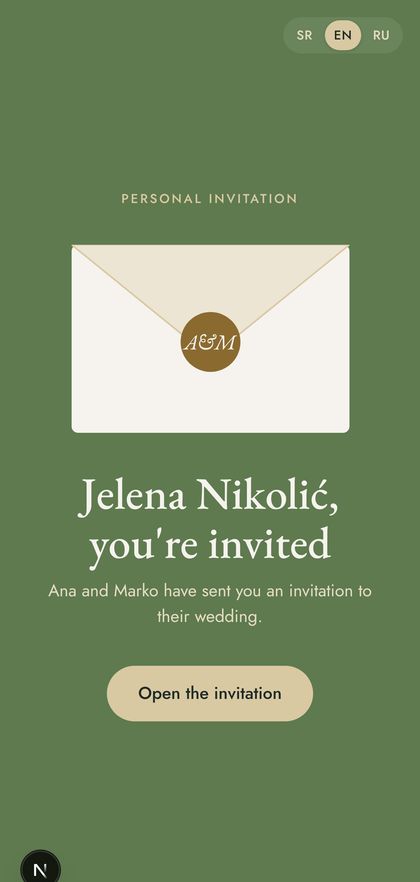 SR EN RU
PERSONAL INVITATION
A&M
Jelena Nikolić,
you're invited
Ana and Marko have sent you an invitation to
their wedding.
Open the invitation
N